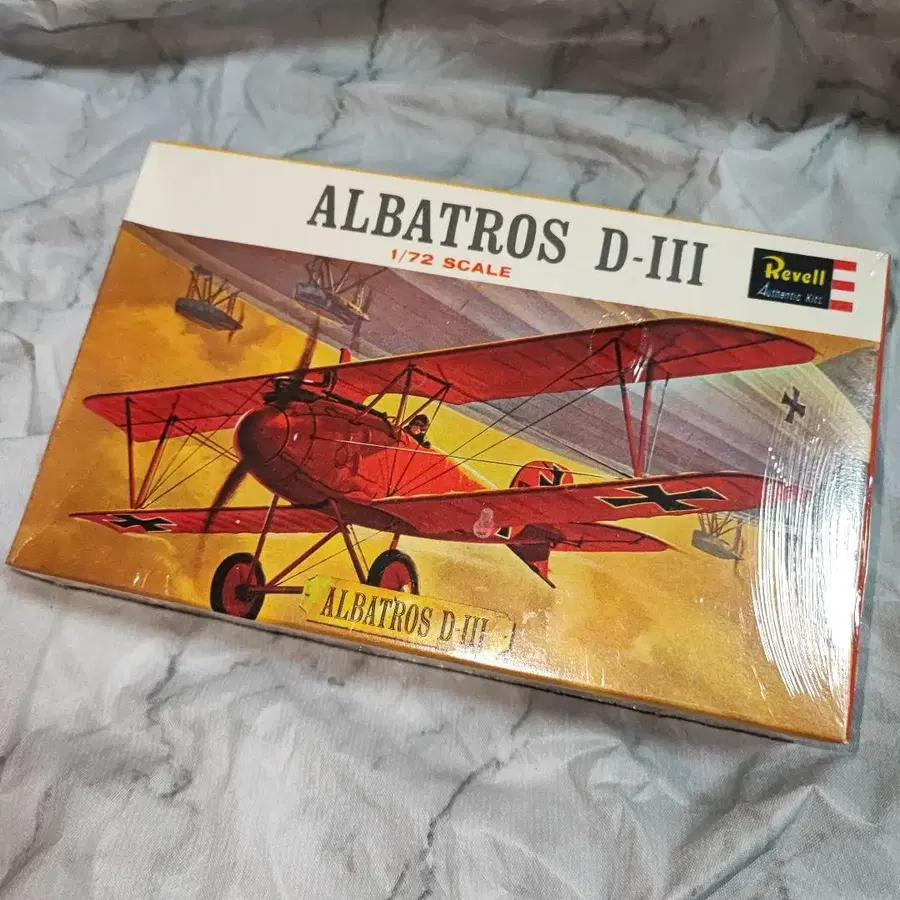 ALBATROS D-III
1/72 SCALE
Revell
Authentic Kits
ALBATROS D-III